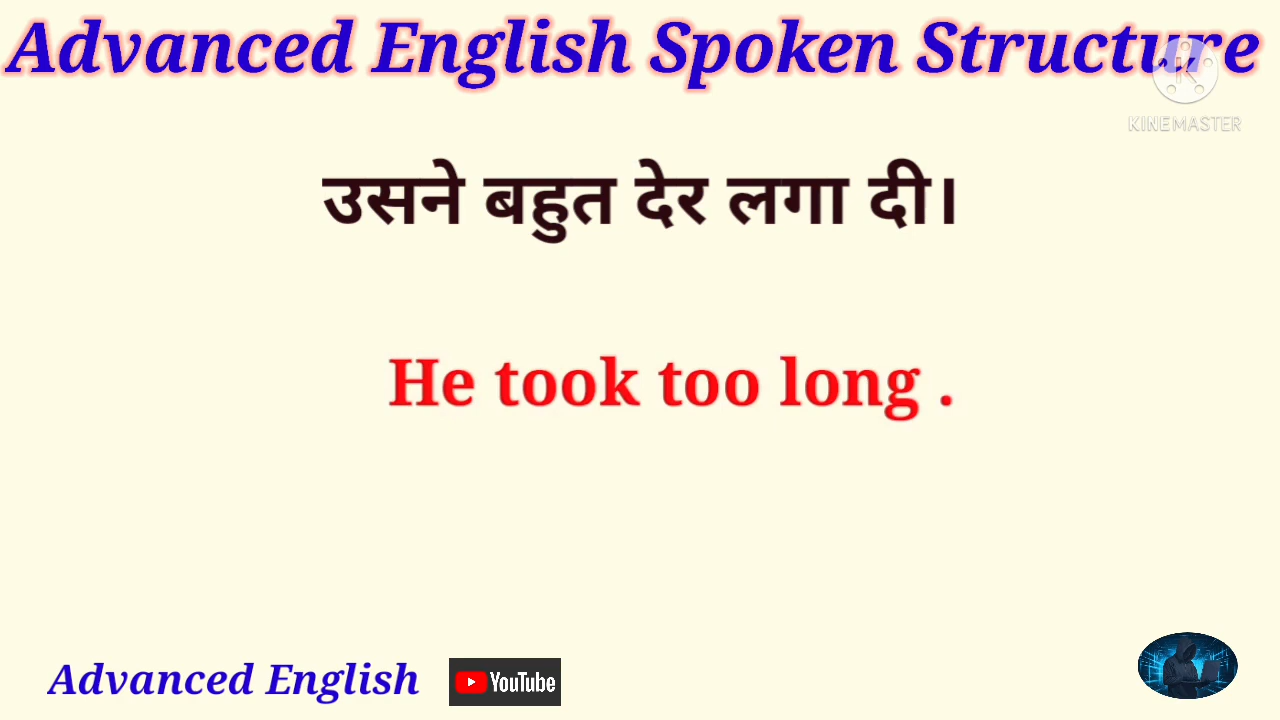 Advanced English Spoken Structure
K
KINEMASTER
उसने बहुत देर लगा दी।
He took too long .
Advanced English
YouTube